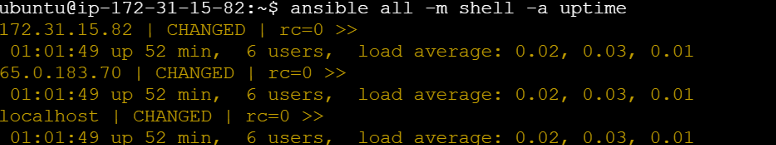 ubuntu@ip-172-31-15-82:~$ ansible all -m shell -a uptime
172.31.15.82 | CHANGED | rc=0 >>
 01:01:49 up 52 min,  6 users,  load average: 0.02, 0.03, 0.01
65.0.183.70 | CHANGED | rc=0 >>
 01:01:49 up 52 min,  6 users,  load average: 0.02, 0.03, 0.01
localhost | CHANGED | rc=0 >>
 01:01:49 up 52 min,  6 users,  load average: 0.02, 0.03, 0.01